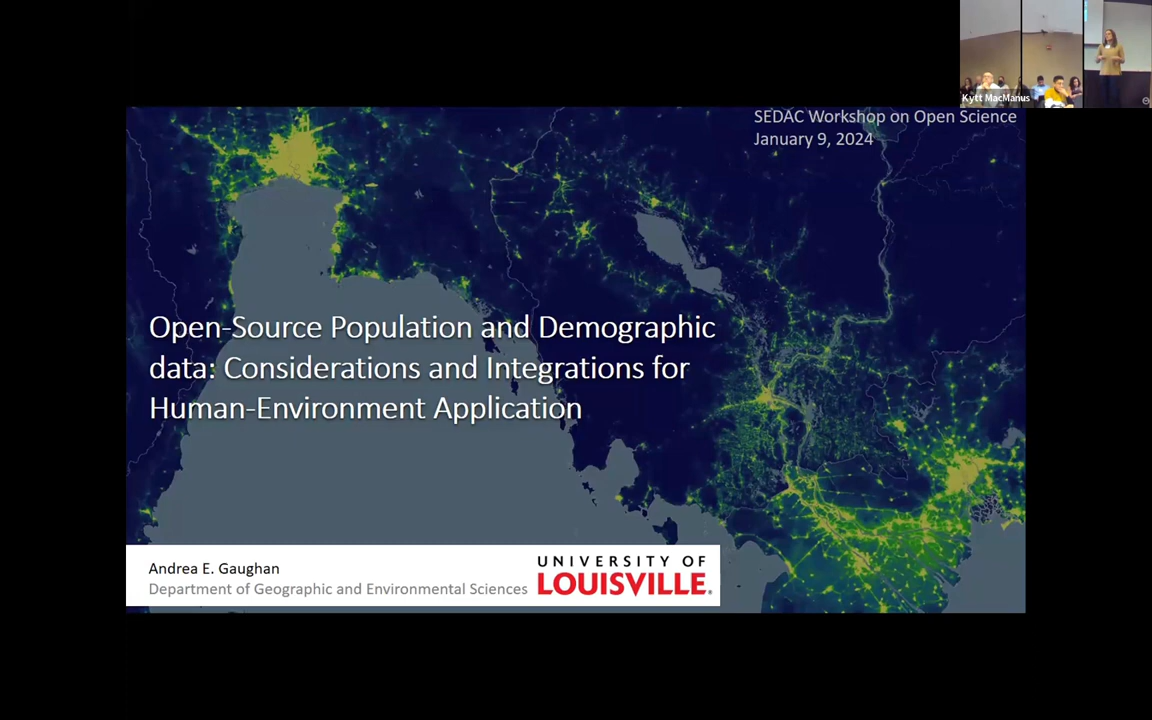 Kytt MacManus
SEDAC Workshop on Open Science
January 9, 2024
Open-Source Population and Demographic
data: Considerations and Integrations for
Human-Environment Application
Andrea E. Gaughan
Department of Geographic and Environmental Sciences
UNIVERSITY OF
LOUISVILLE.